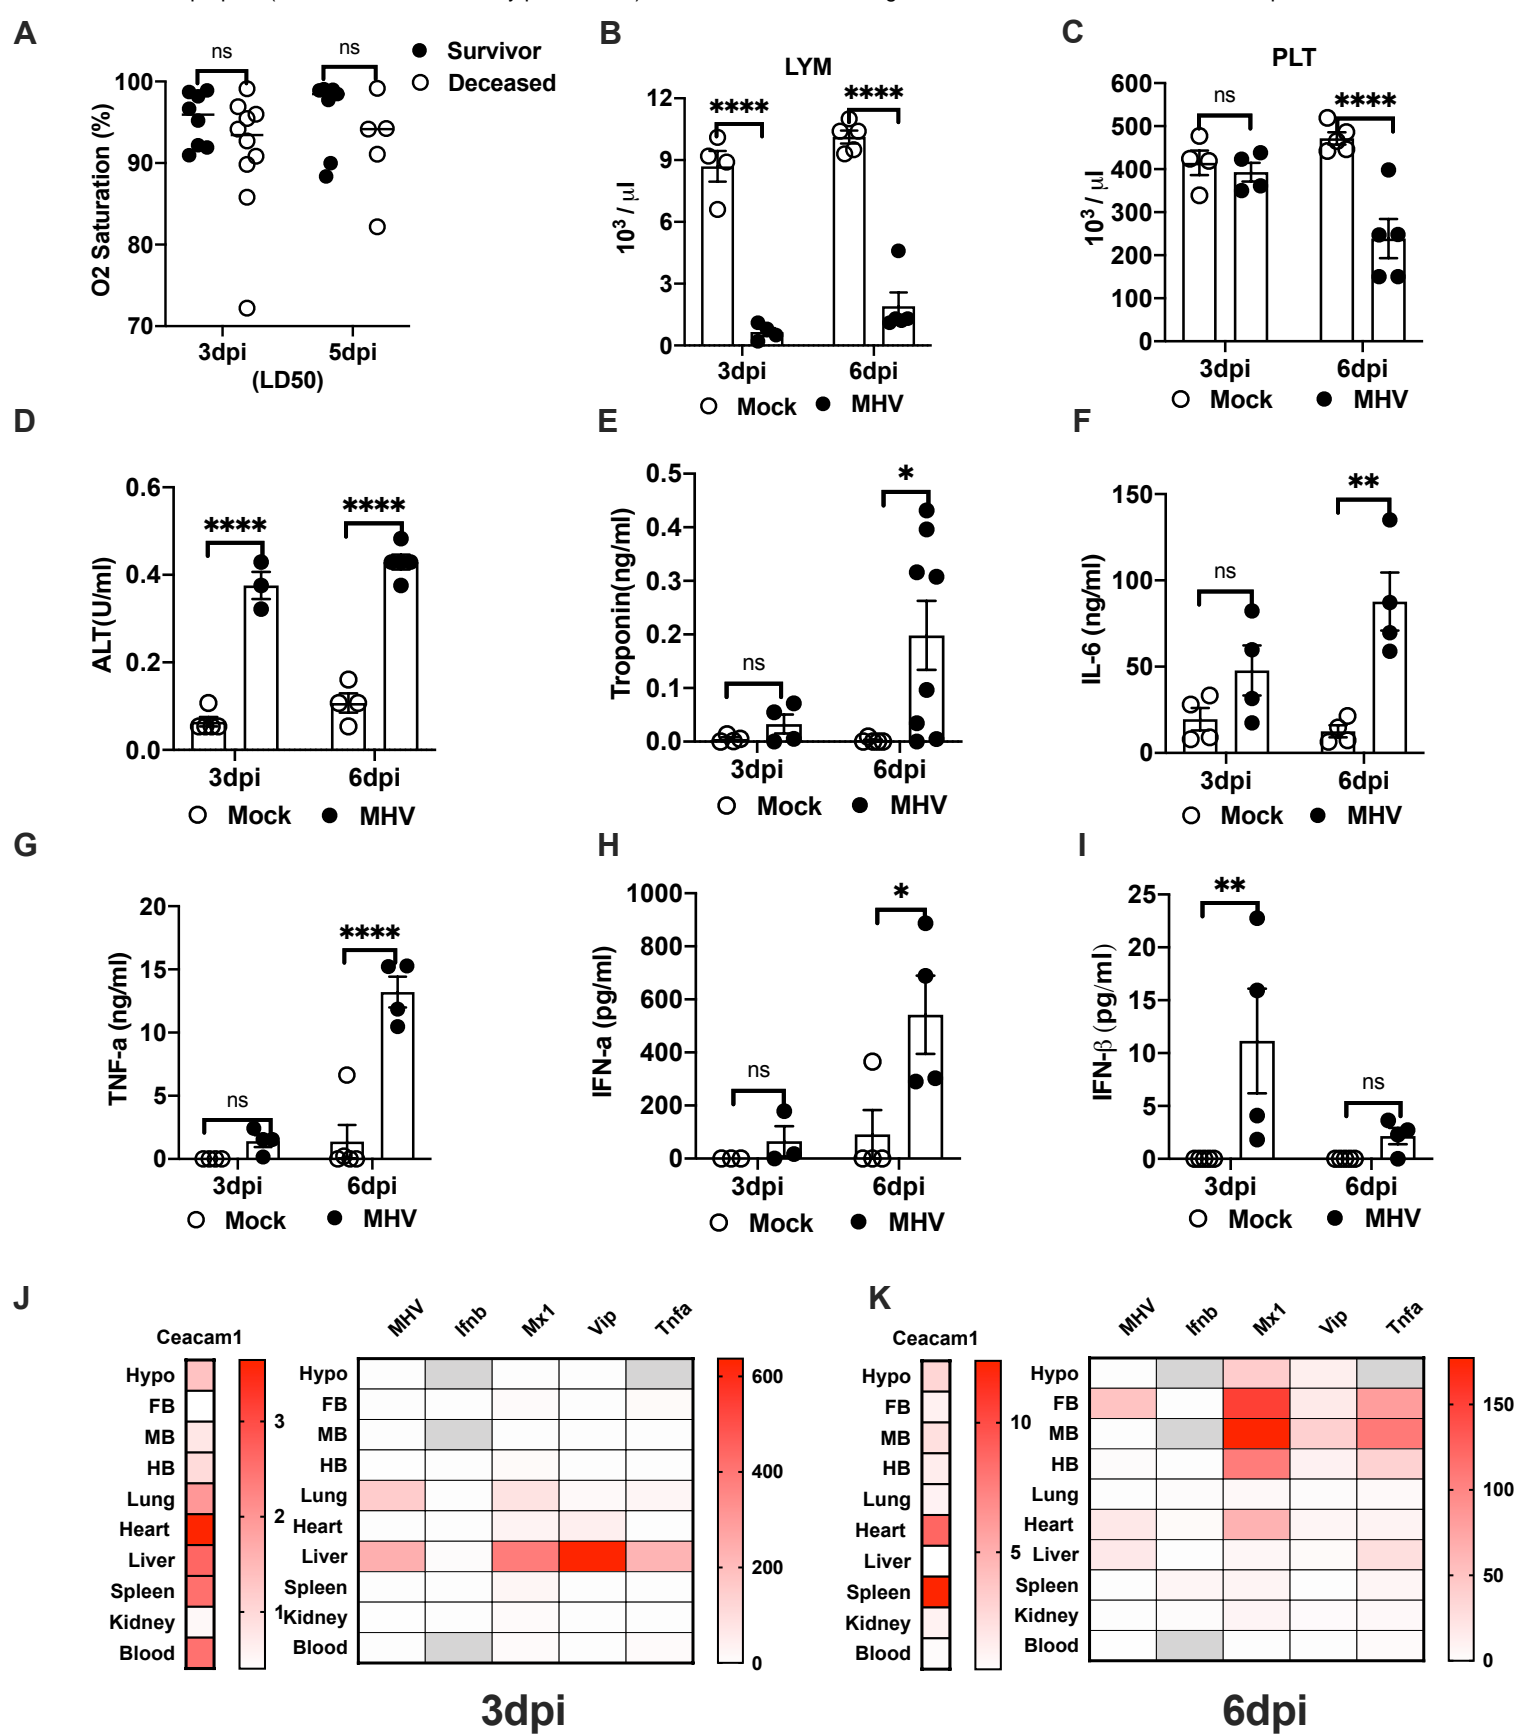 A
ns
ns
Survivor
Deceased
100
90
80
70
O2 Saturation (%)
3dpi
5dpi
(LD50)
B
LYM
****
****
12
9
6
3
0
10³ / μl
3dpi
6dpi
Mock
MHV
C
PLT
ns
****
600
500
400
300
200
100
0
10³ / μl
3dpi
6dpi
Mock
MHV
D
****
****
0.6
0.4
0.2
0.0
ALT(U/ml)
3dpi
6dpi
Mock
MHV
E
ns
*
0.5
0.4
0.3
0.2
0.1
0.0
Troponin(ng/ml)
3dpi
6dpi
Mock
MHV
F
ns
**
150
100
50
0
IL-6 (ng/ml)
3dpi
6dpi
Mock
MHV
G
ns
****
20
15
10
5
0
TNF-a (ng/ml)
3dpi
6dpi
Mock
MHV
H
ns
*
1000
800
600
400
200
0
IFN-a (pg/ml)
3dpi
6dpi
Mock
MHV
I
**
ns
25
20
15
10
5
0
IFN-β (pg/ml)
3dpi
6dpi
Mock
MHV
J
Ceacam1
Hypo
FB
MB
HB
Lung
Heart
Liver
Spleen
Kidney
Blood
3
2
1
MHV
Ifnb
Mx1
Vip
Tnfa
Hypo
FB
MB
HB
Lung
Heart
Liver
Spleen
Kidney
Blood
600
400
200
0
3dpi
K
Ceacam1
Hypo
FB
MB
HB
Lung
Heart
Liver
Spleen
Kidney
Blood
10
5
MHV
Ifnb
Mx1
Vip
Tnfa
Hypo
FB
MB
HB
Lung
Heart
Liver
Spleen
Kidney
Blood
150
100
50
0
6dpi